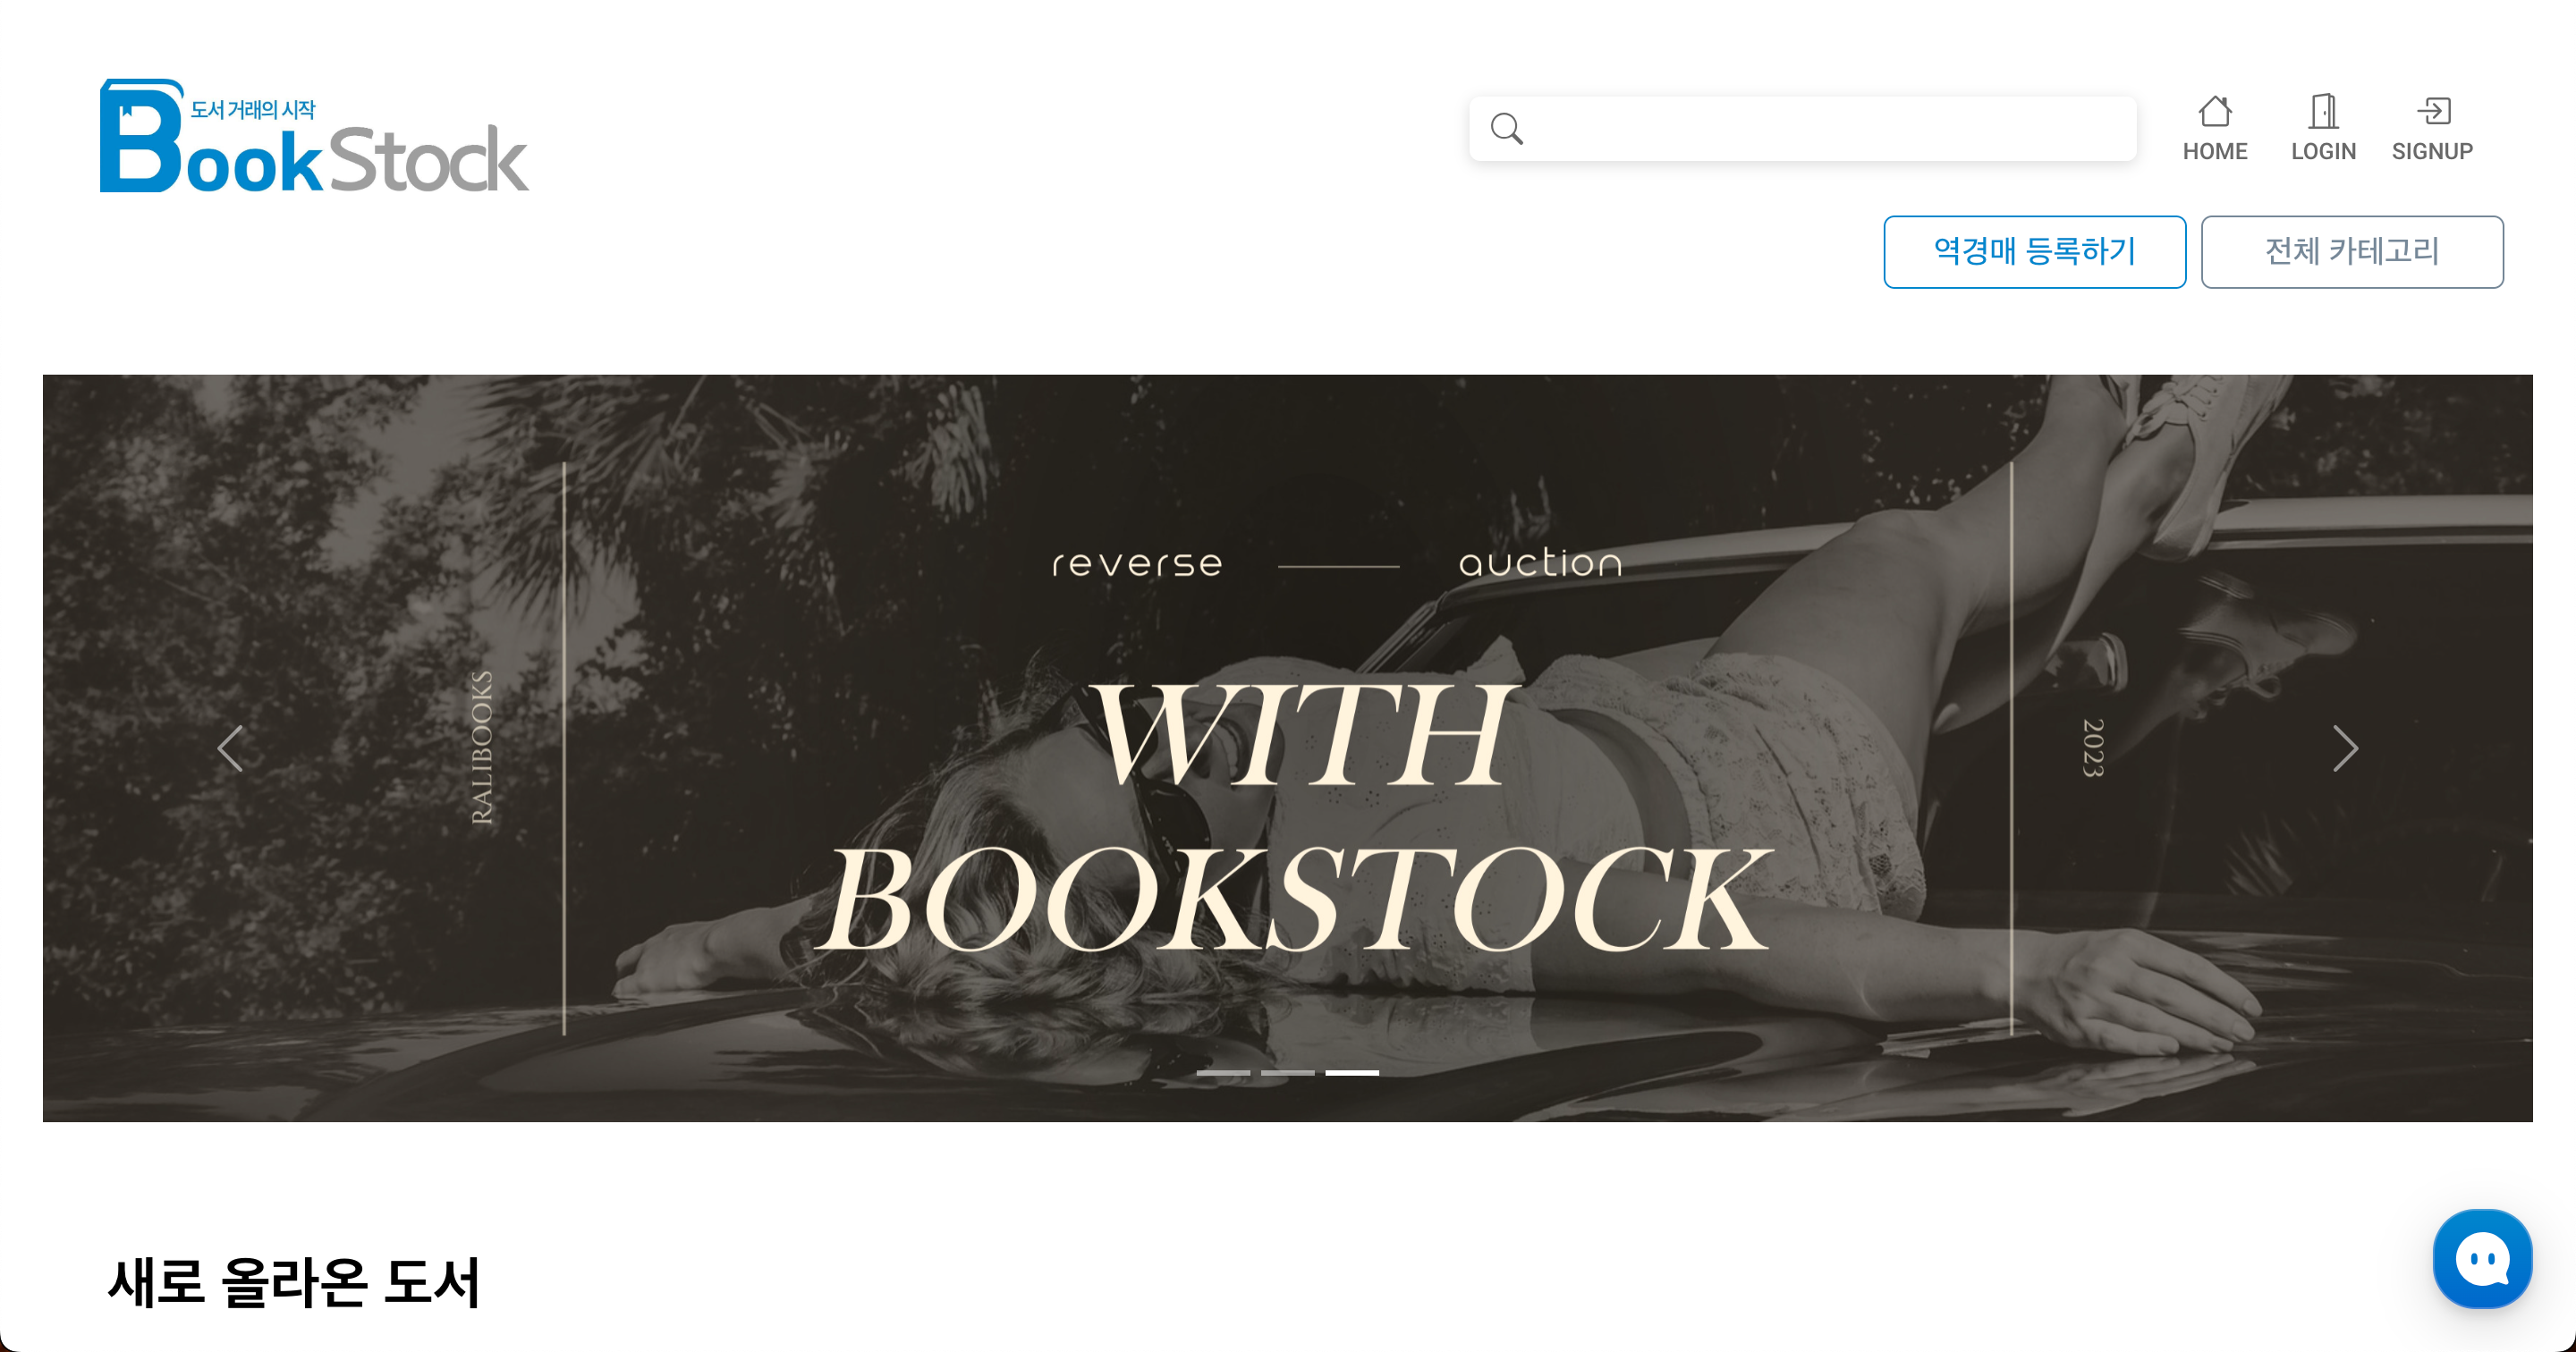 도서 거래의 시작
BookStock
HOME
LOGIN
SIGNUP
역경매 등록하기
전체 카테고리
reverse auction
RALIBOOKS
WITH
BOOKSTOCK
2023
새로 올라온 도서